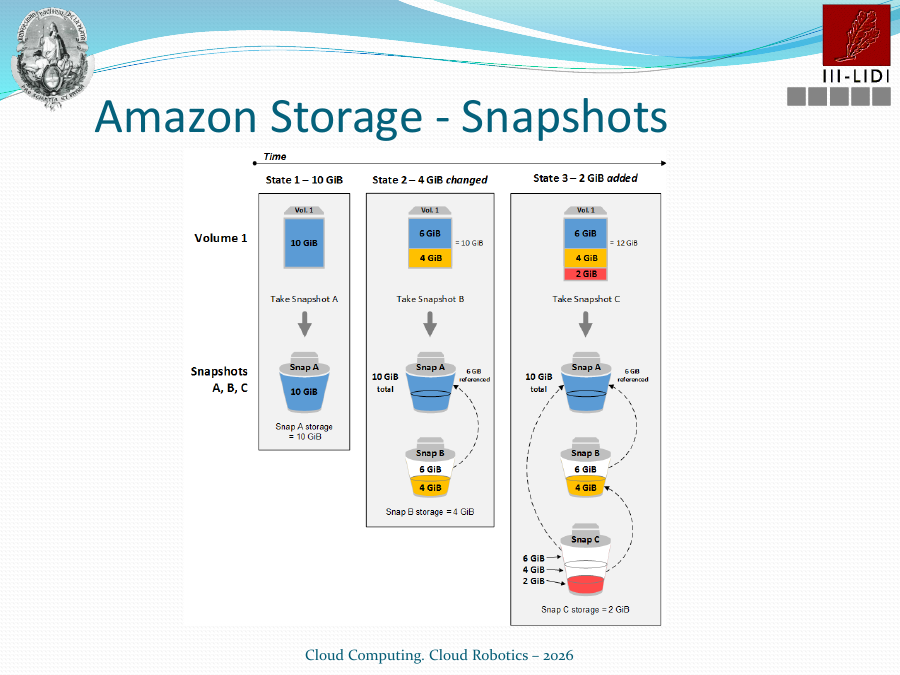 III-LIDI
Amazon Storage - Snapshots
Time
State 1 – 10 GiB
State 2 – 4 GiB changed
State 3 – 2 GiB added
Volume 1
Vol. 1
10 GiB
Vol. 1
6 GiB
4 GiB
= 10 GiB
Vol. 1
6 GiB
4 GiB
2 GiB
= 12 GiB
Take Snapshot A
Take Snapshot B
Take Snapshot C
Snapshots
A, B, C
Snap A
10 GiB
Snap A storage
= 10 GiB
10 GiB
total
Snap A
6 GiB
referenced
Snap B
6 GiB
4 GiB
Snap B storage = 4 GiB
10 GiB
total
Snap A
6 GiB
referenced
Snap B
6 GiB
4 GiB
Snap C
6 GiB
4 GiB
2 GiB
Snap C storage = 2 GiB
Cloud Computing. Cloud Robotics – 2026